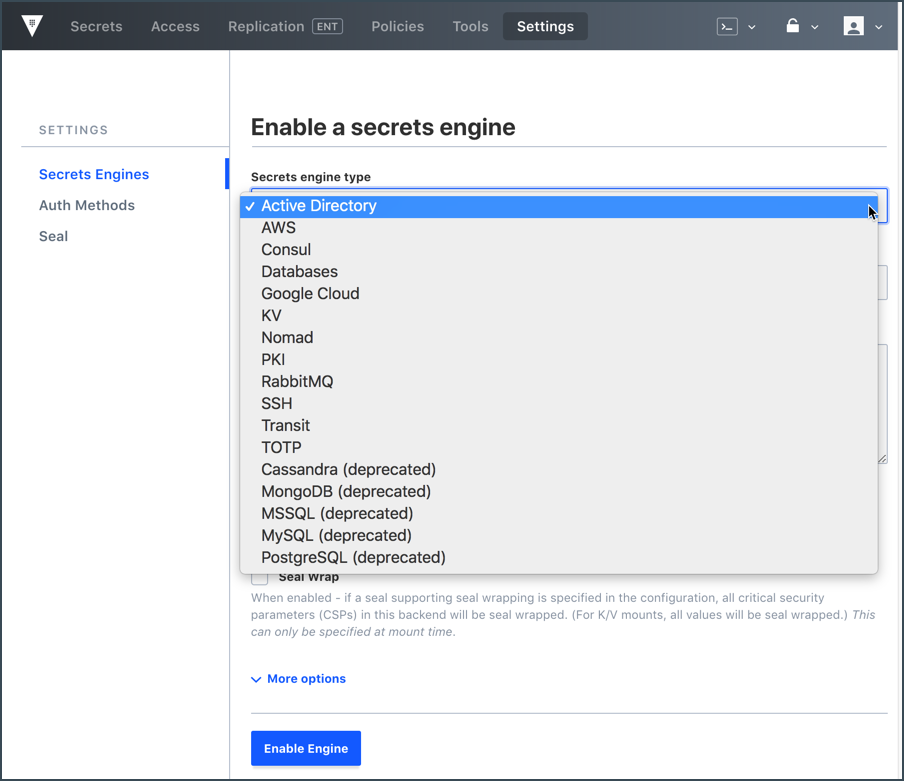 Secrets Access Replication ENT Policies Tools Settings
SETTINGS
Secrets Engines
Auth Methods
Seal
Enable a secrets engine
Secrets engine type
✓ Active Directory
AWS
Consul
Databases
Google Cloud
KV
Nomad
PKI
RabbitMQ
SSH
Transit
TOTP
Cassandra (deprecated)
MongoDB (deprecated)
MSSQL (deprecated)
MySQL (deprecated)
PostgreSQL (deprecated)
Seal Wrap
When enabled - if a seal supporting seal wrapping is specified in the configuration, all critical security
parameters (CSPs) in this backend will be seal wrapped. (For K/V mounts, all values will be seal wrapped.) This
can only be specified at mount time.
More options
Enable Engine